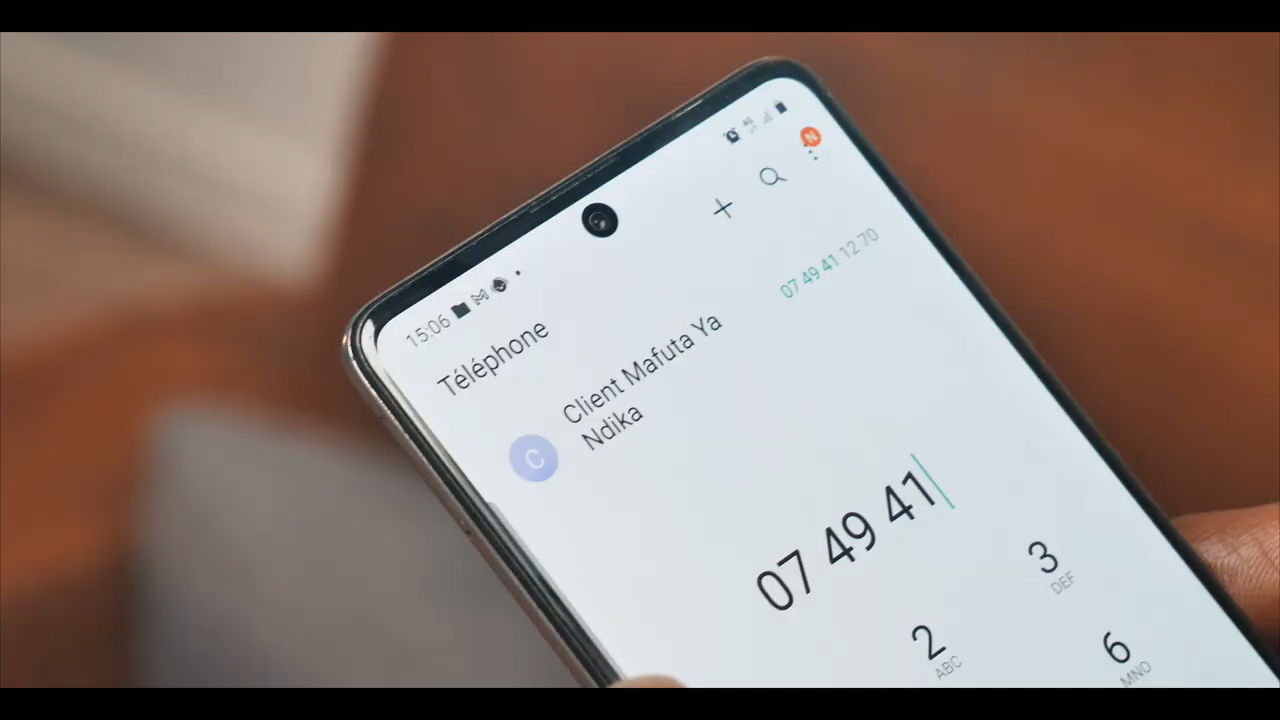 15:06
4G
N
Téléphone
07 49 41 12 70
C
Client Mafuta Ya
Ndika
07 49 41
2
ABC
3
DEF
6
MNO